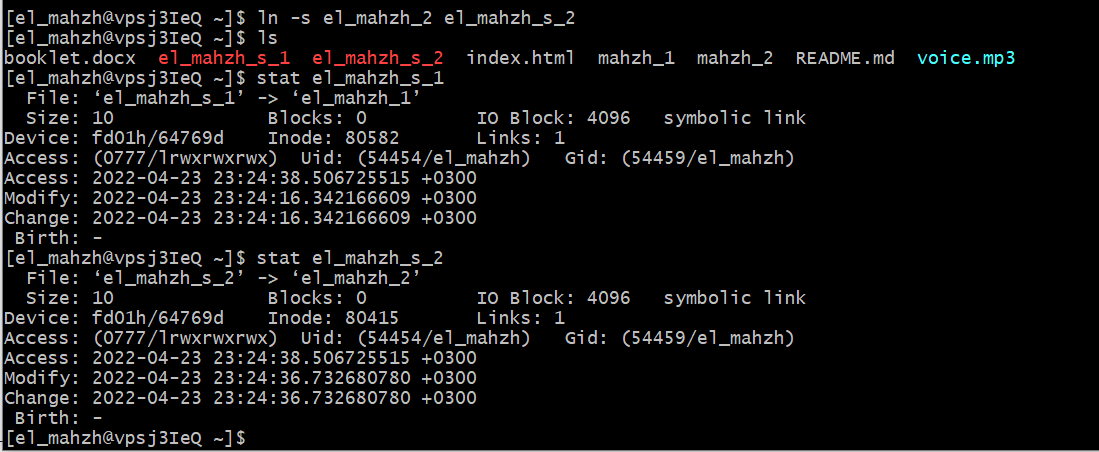 [el_mahzh@vpsj3IeQ ~]$ ln -s el_mahzh_2 el_mahzh_s_2
[el_mahzh@vpsj3IeQ ~]$ ls
booklet.docx  el_mahzh_s_1  el_mahzh_s_2  index.html  mahzh_1  mahzh_2  README.md  voice.mp3
[el_mahzh@vpsj3IeQ ~]$ stat el_mahzh_s_1
  File: ‘el_mahzh_s_1’ -> ‘el_mahzh_1’
  Size: 10              Blocks: 0          IO Block: 4096   symbolic link
Device: fd01h/64769d    Inode: 80582       Links: 1
Access: (0777/lrwxrwxrwx)  Uid: (54454/el_mahzh)   Gid: (54459/el_mahzh)
Access: 2022-04-23 23:24:38.506725515 +0300
Modify: 2022-04-23 23:24:16.342166609 +0300
Change: 2022-04-23 23:24:16.342166609 +0300
 Birth: -
[el_mahzh@vpsj3IeQ ~]$ stat el_mahzh_s_2
  File: ‘el_mahzh_s_2’ -> ‘el_mahzh_2’
  Size: 10              Blocks: 0          IO Block: 4096   symbolic link
Device: fd01h/64769d    Inode: 80415       Links: 1
Access: (0777/lrwxrwxrwx)  Uid: (54454/el_mahzh)   Gid: (54459/el_mahzh)
Access: 2022-04-23 23:24:38.506725515 +0300
Modify: 2022-04-23 23:24:36.732680780 +0300
Change: 2022-04-23 23:24:36.732680780 +0300
 Birth: -
[el_mahzh@vpsj3IeQ ~]$